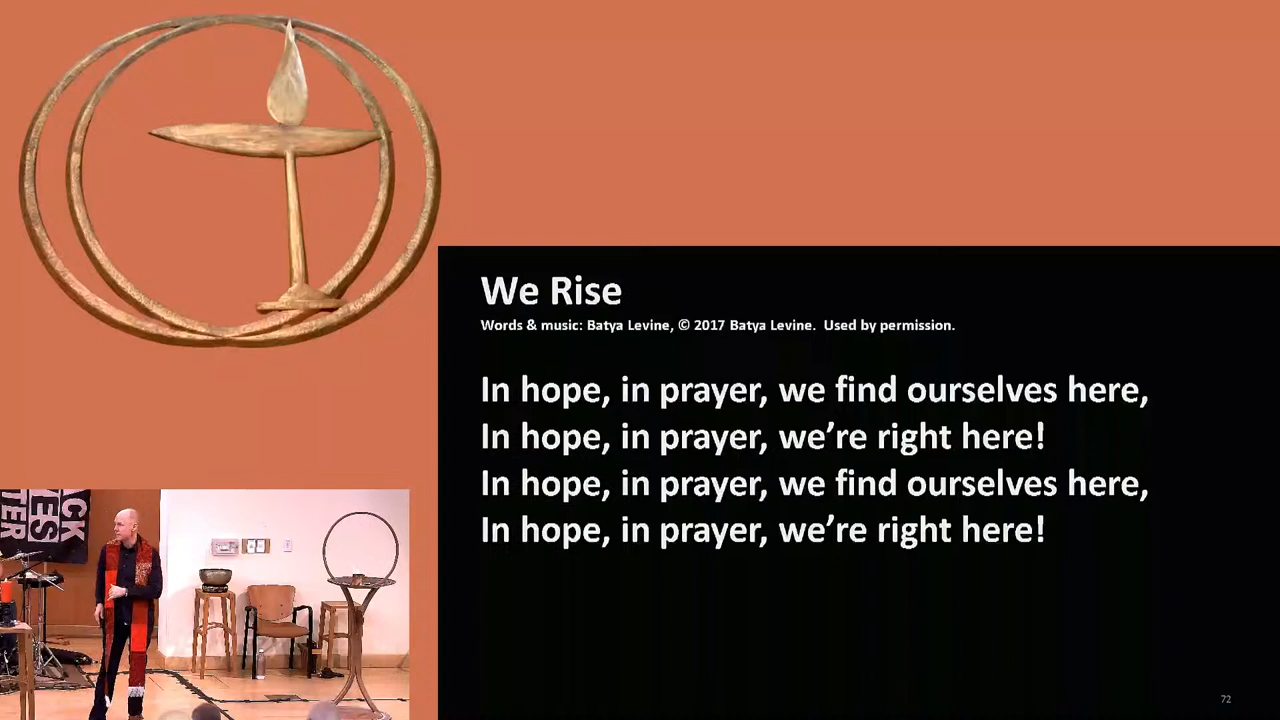 We Rise
Words & music: Batya Levine, © 2017 Batya Levine.  Used by permission.
In hope, in prayer, we find ourselves here,
In hope, in prayer, we’re right here!
In hope, in prayer, we find ourselves here,
In hope, in prayer, we’re right here!
72